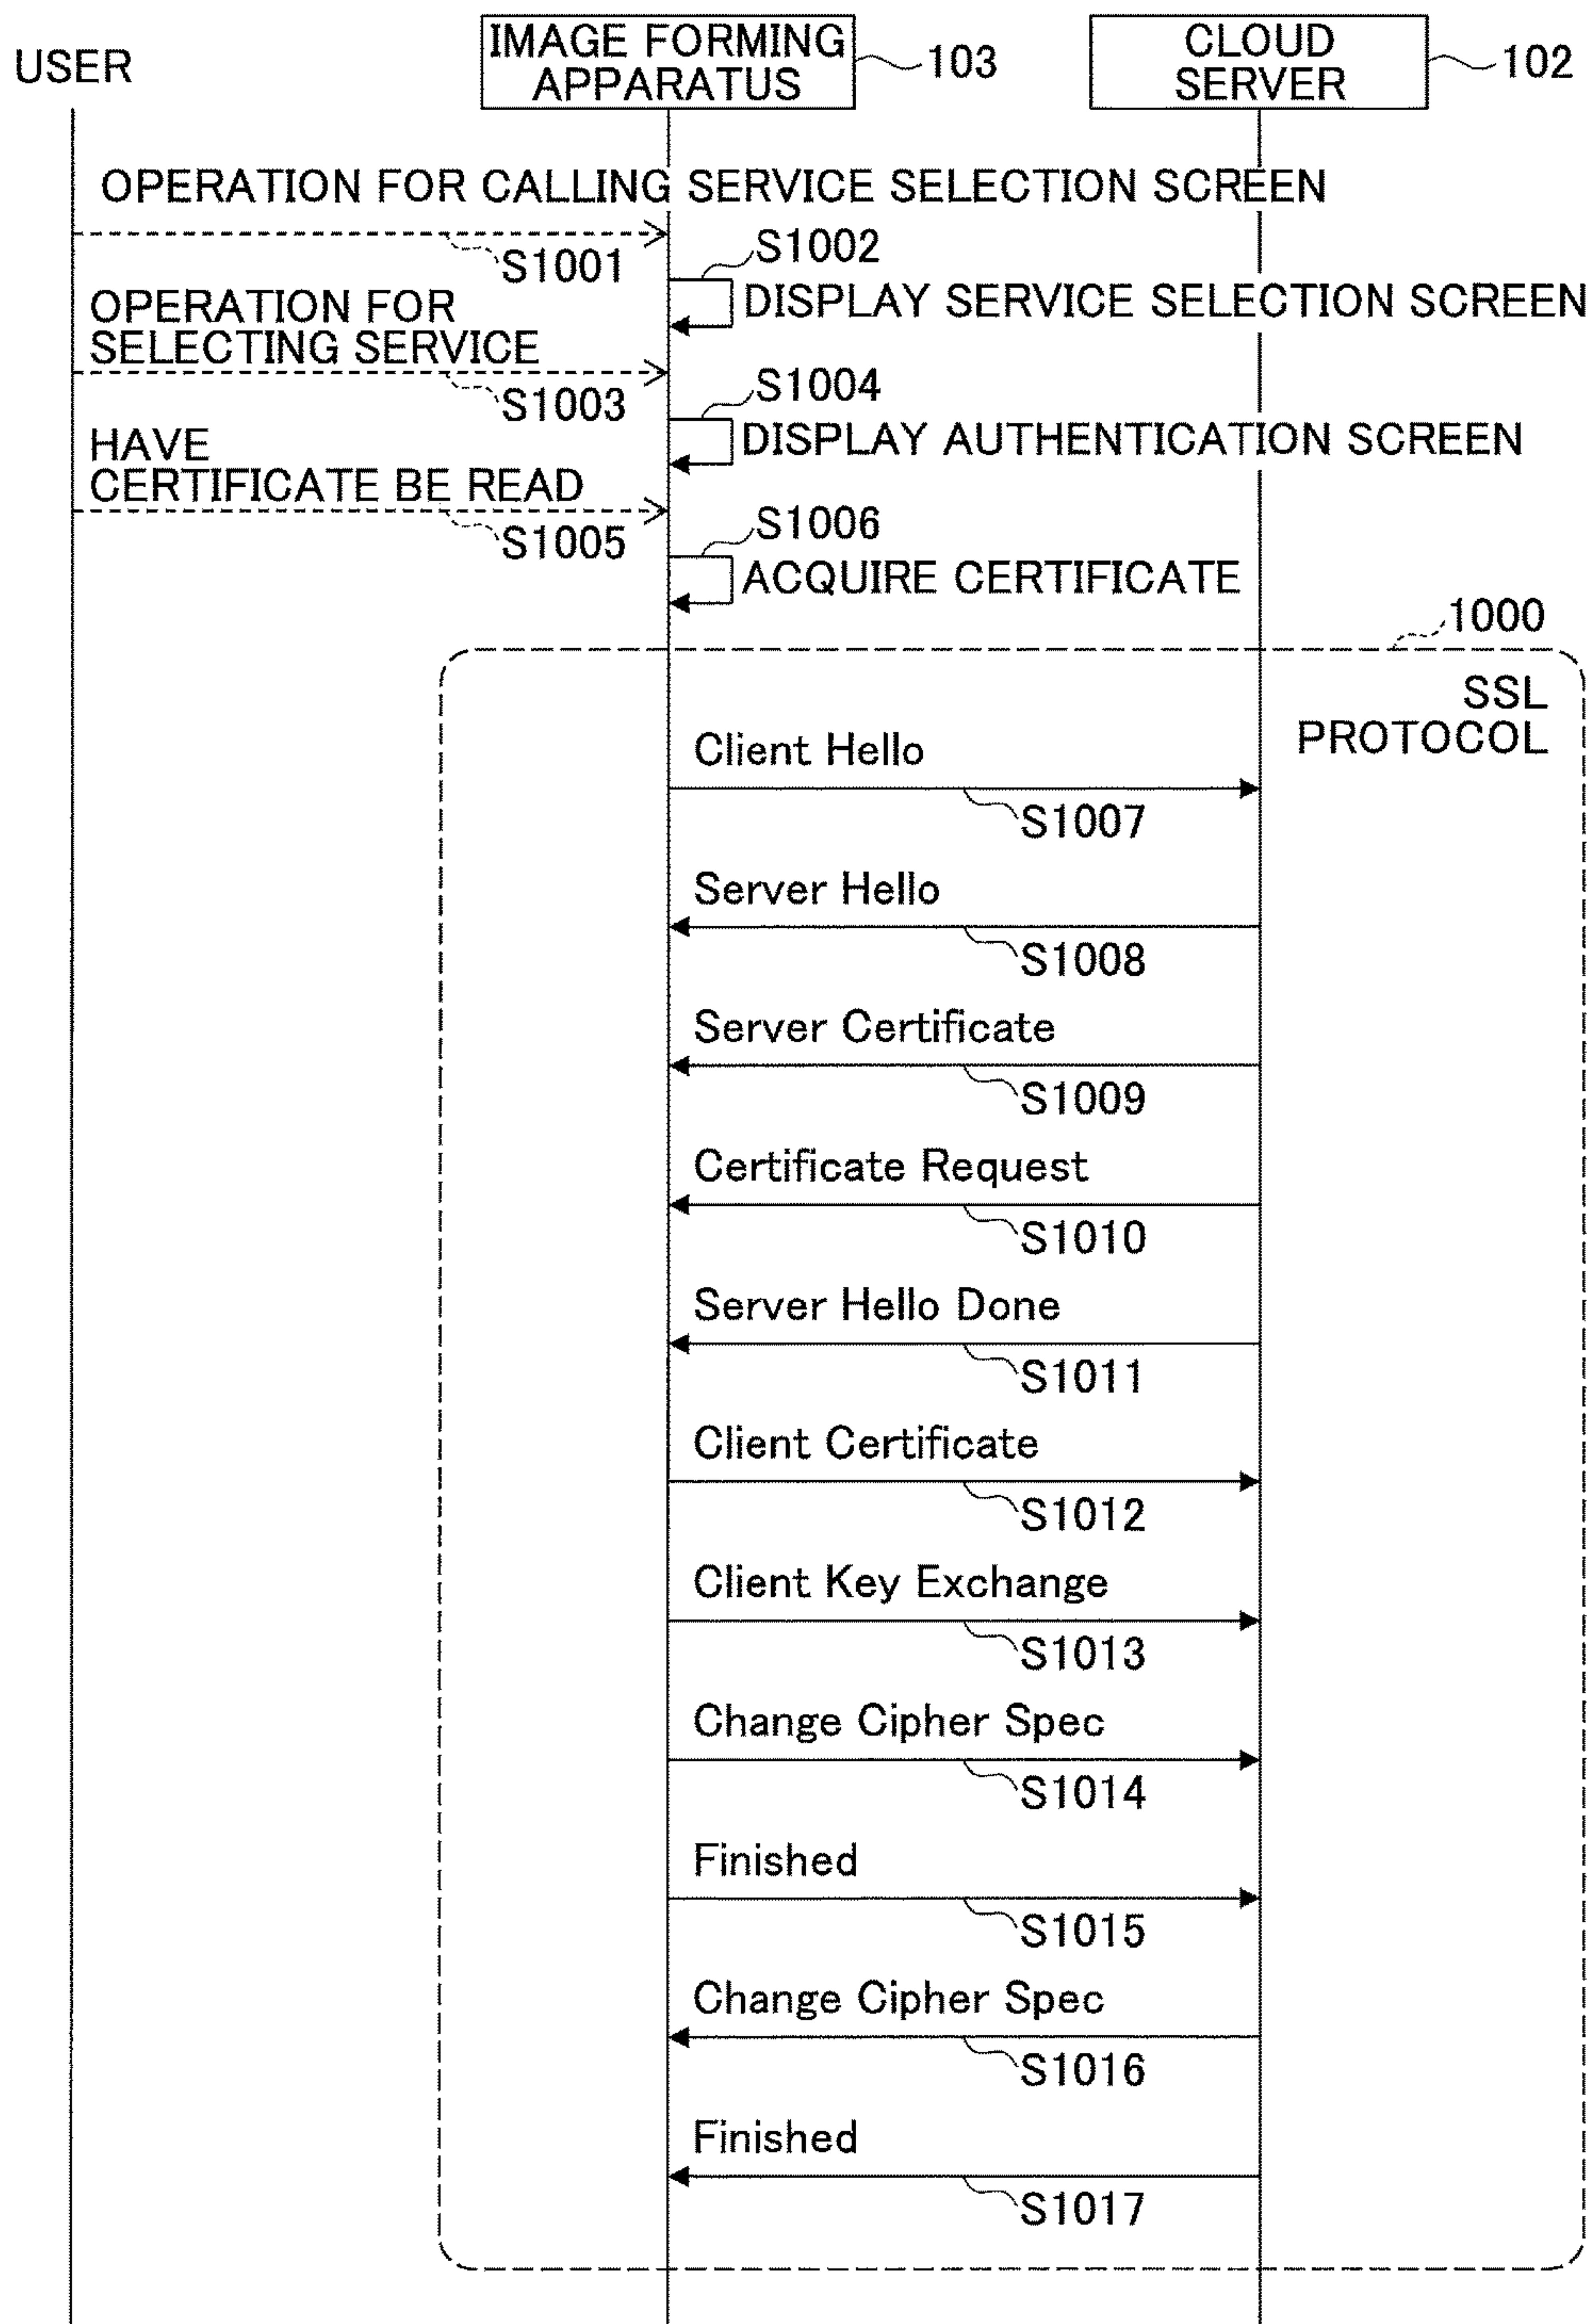 USER
IMAGE FORMING
APPARATUS
103
CLOUD
SERVER
102
OPERATION FOR CALLING SERVICE SELECTION SCREEN
S1001
S1002
DISPLAY SERVICE SELECTION SCREEN
OPERATION FOR
SELECTING SERVICE
S1003
S1004
DISPLAY AUTHENTICATION SCREEN
HAVE
CERTIFICATE BE READ
S1005
S1006
ACQUIRE CERTIFICATE
1000
SSL
PROTOCOL
Client Hello
S1007
Server Hello
S1008
Server Certificate
S1009
Certificate Request
S1010
Server Hello Done
S1011
Client Certificate
S1012
Client Key Exchange
S1013
Change Cipher Spec
S1014
Finished
S1015
Change Cipher Spec
S1016
Finished
S1017